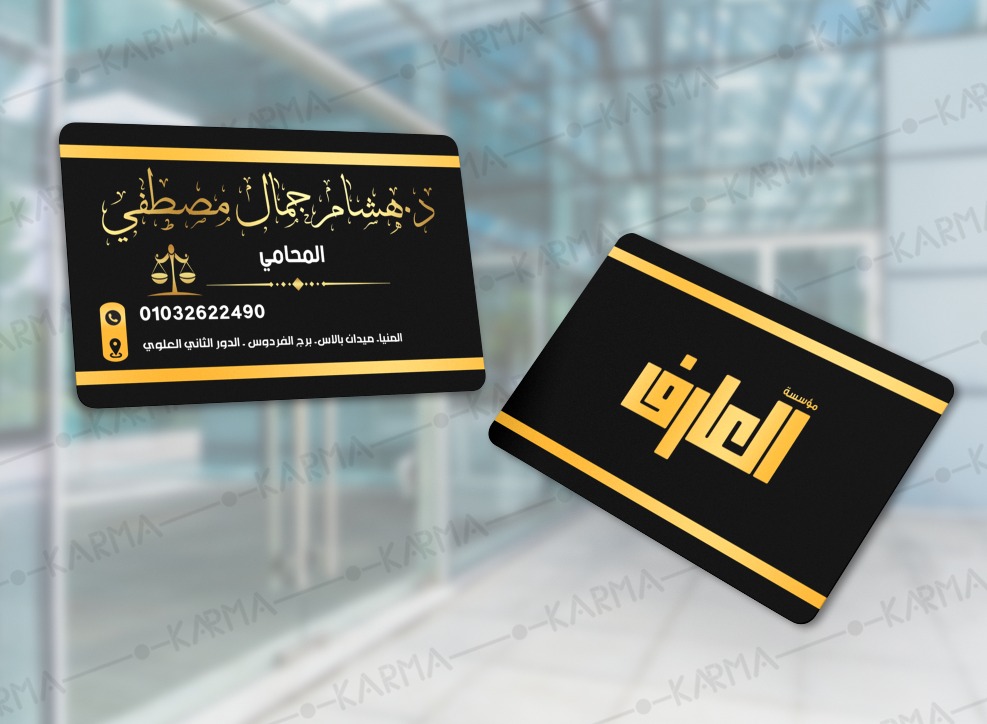 د. هشام جمال مصطفي
المحامي
01032622490
المنيا. ميدان بالاس. برج الفردوس . الدور الثاني العلوي
مؤسسة
العارف
KARMA